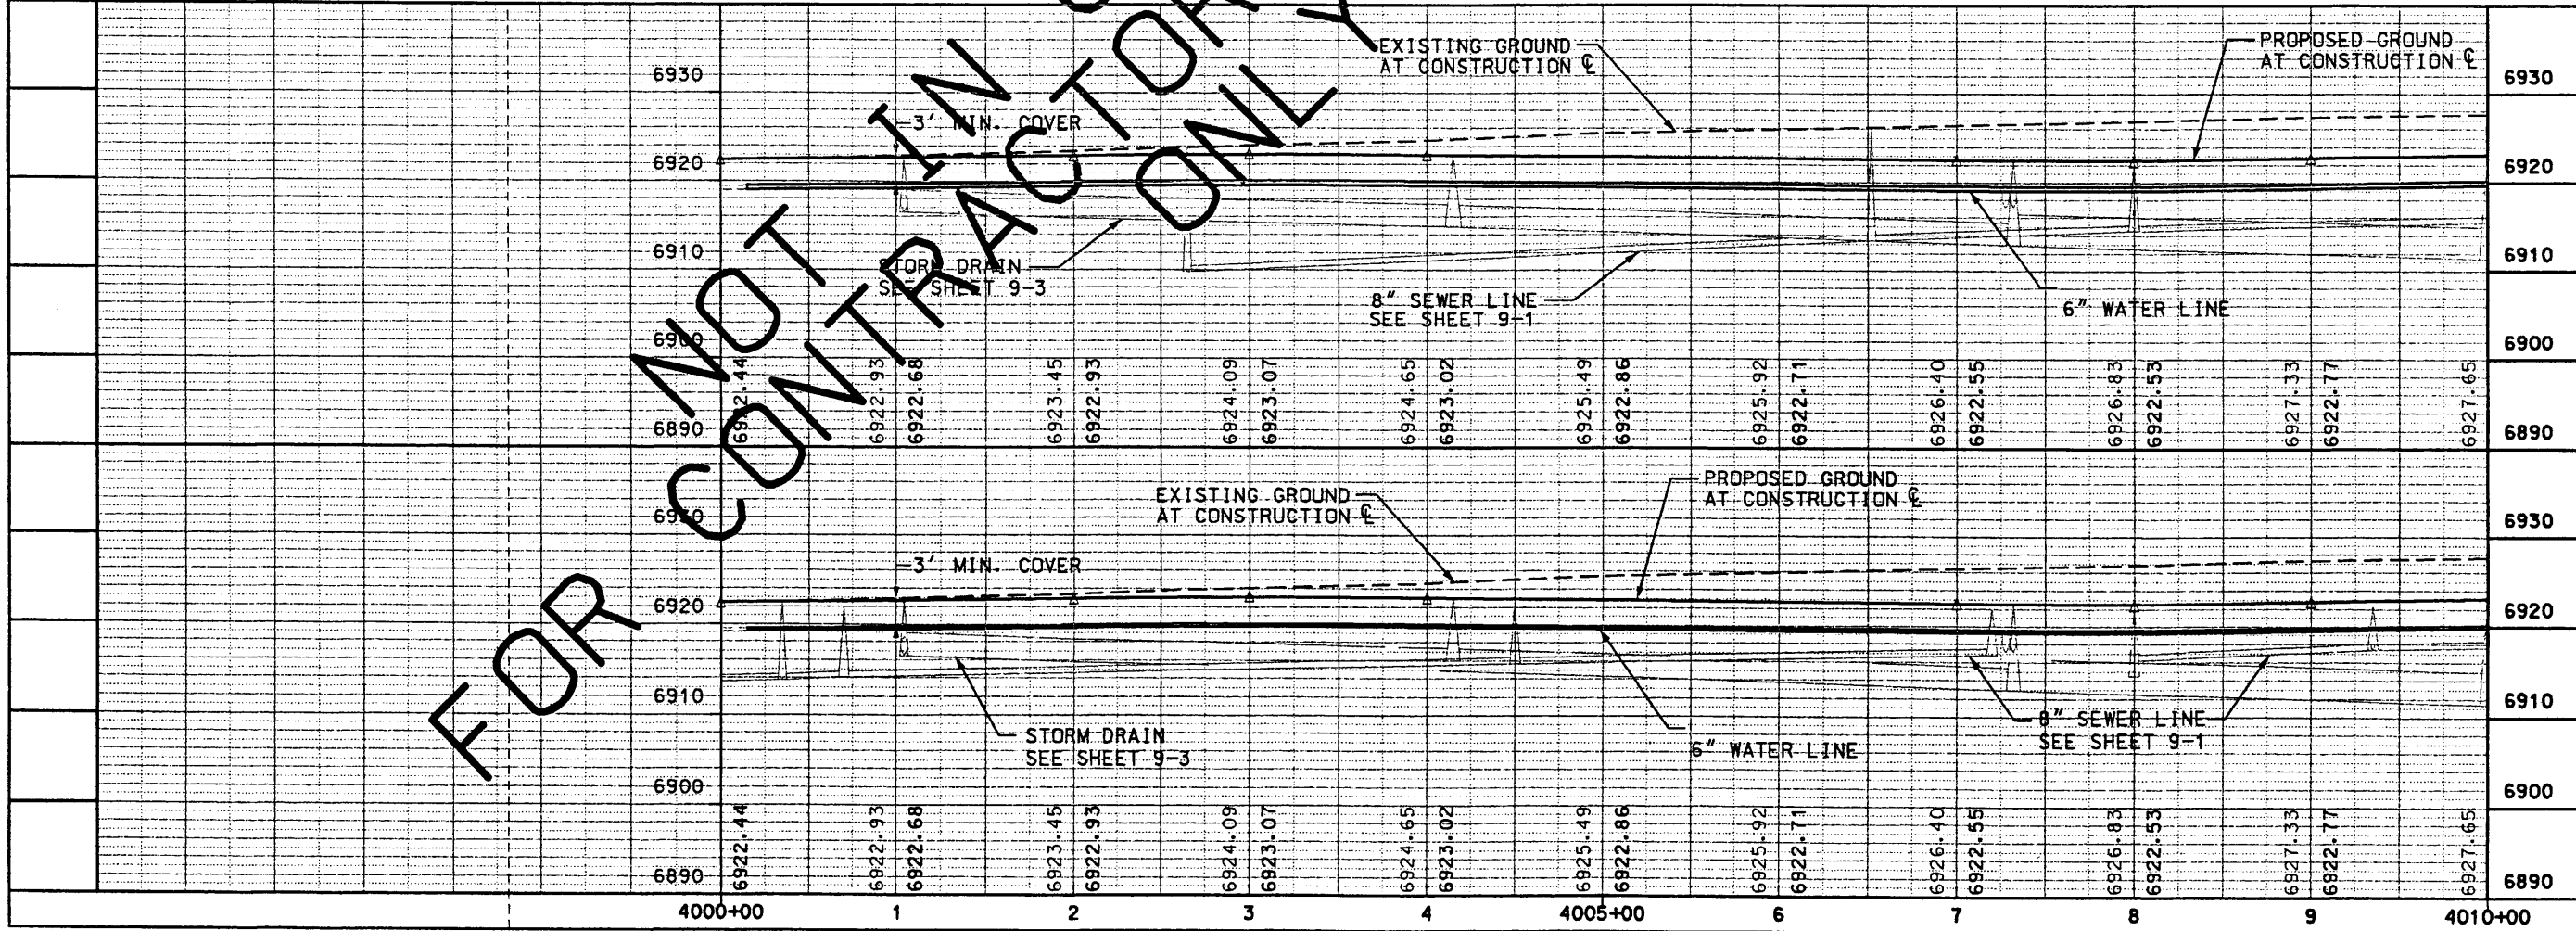 NOT IN
CONTRACTOR
FOR
ONLY
EXISTING GROUND
AT CONSTRUCTION ℄
PROPOSED GROUND
AT CONSTRUCTION ℄
6930
6930
3' MIN. COVER
6920
6920
6910
6910
STORM DRAIN
SEE SHEET 9-3
8" SEWER LINE
SEE SHEET 9-1
6" WATER LINE
6900
6900
6922.44
6922.93
6922.68
6923.45
6922.93
6924.09
6923.07
6924.65
6923.02
6925.49
6922.86
6925.92
6922.71
6926.40
6922.55
6926.83
6922.53
6927.33
6922.77
6927.65
6890
6890
EXISTING GROUND
AT CONSTRUCTION ℄
PROPOSED GROUND
AT CONSTRUCTION ℄
6930
6930
3' MIN. COVER
6920
6920
6910
6910
STORM DRAIN
SEE SHEET 9-3
6" WATER LINE
8" SEWER LINE
SEE SHEET 9-1
6900
6900
6922.44
6922.93
6922.68
6923.45
6922.93
6924.09
6923.07
6924.65
6923.02
6925.49
6922.86
6925.92
6922.71
6926.40
6922.55
6926.83
6922.53
6927.33
6922.77
6927.65
6890
6890
4000+00 1 2 3 4 4005+00 6 7 8 9 4010+00